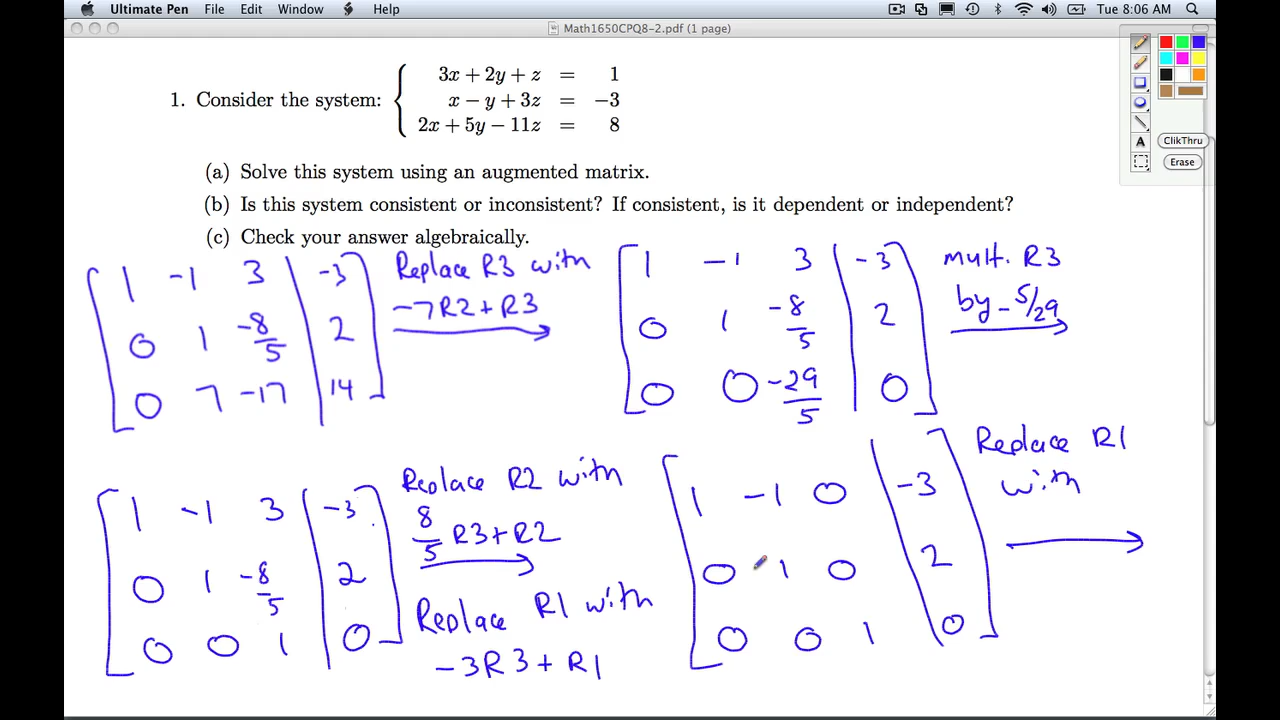 Ultimate Pen File Edit Window Help Tue 8:06 AM
Math1650CPQ8-2.pdf (1 page)
1. Consider the system: { 3x + 2y + z = 1
x − y + 3z = −3
2x + 5y − 11z = 8
(a) Solve this system using an augmented matrix.
(b) Is this system consistent or inconsistent? If consistent, is it dependent or independent?
(c) Check your answer algebraically.
ClikThru
Erase
A
1 -1 3 | -3
0 1 -8/5 | 2
0 7 -17 | 14
Replace R3 with
-7R2+R3
1 -1 3 | -3
0 1 -8/5 | 2
0 0 -29/5 | 0
mult. R3
by -5/29
1 -1 3 | -3
0 1 -8/5 | 2
0 0 1 | 0
Replace R2 with
8/5 R3+R2
Replace R1 with
-3R3+R1
1 -1 0 | -3
0 1 0 | 2
0 0 1 | 0
Replace R1
with